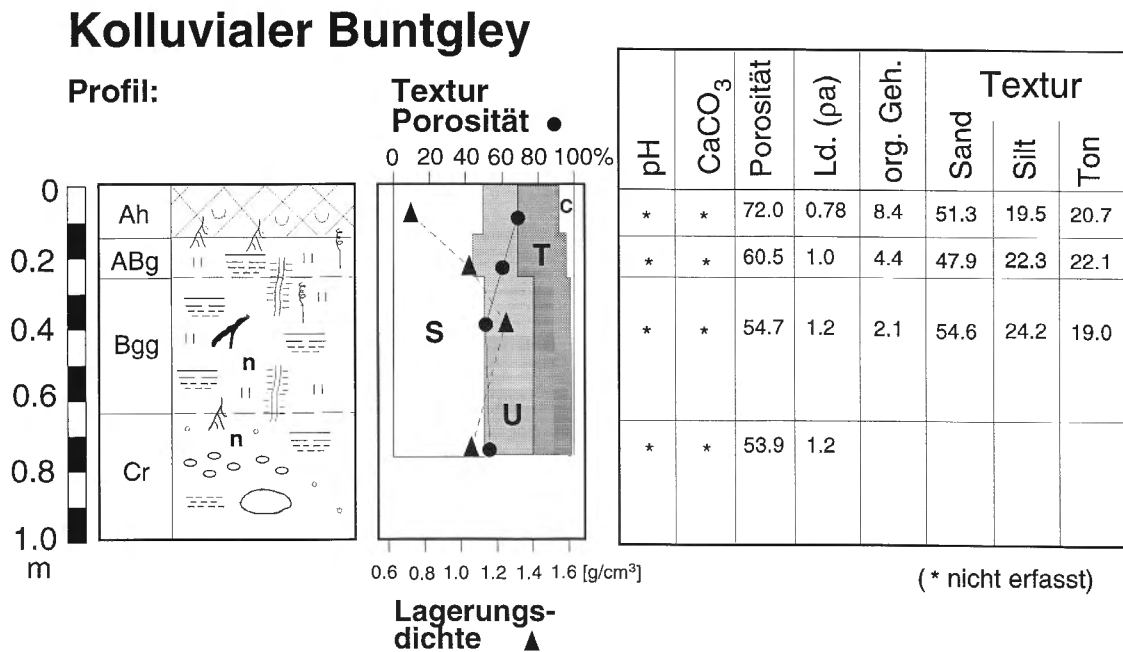 Kolluvialer Buntgley
Profil:
Textur
Porosität ●
0 20 40 60 80 100%
0
0.2
0.4
0.6
0.8
1.0
m
Ah
ABg
Bgg
Cr
n
n
S
U
T
C
0.6 0.8 1.0 1.2 1.4 1.6 [g/cm³]
Lagerungs-
dichte ▲
pH CaCO₃ Porosität Ld. (pa) org. Geh. Textur
Sand Silt Ton
* * 72.0 0.78 8.4 51.3 19.5 20.7
* * 60.5 1.0 4.4 47.9 22.3 22.1
* * 54.7 1.2 2.1 54.6 24.2 19.0
* * 53.9 1.2
(* nicht erfasst)